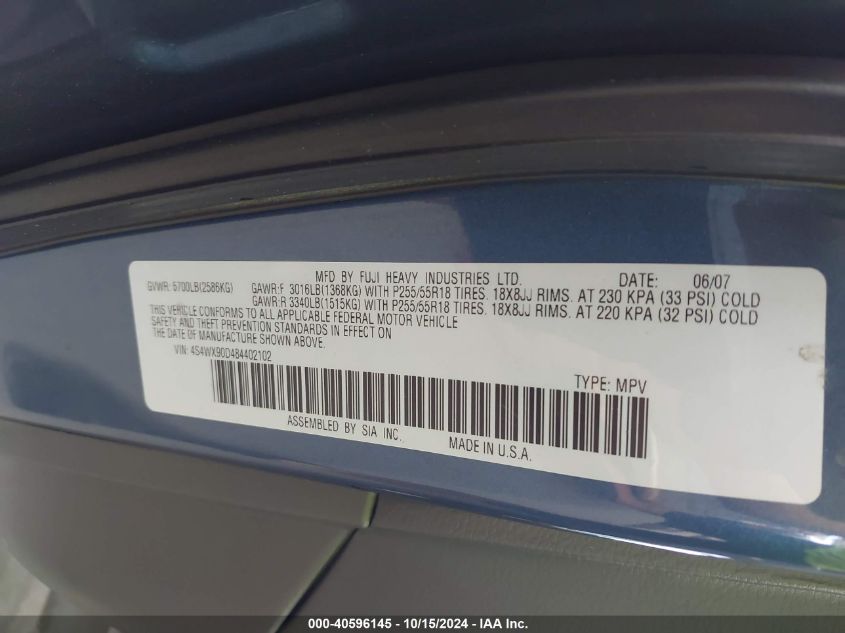 MFD BY FUJI HEAVY INDUSTRIES LTD. DATE: 06/07
GVWR: 5700LB(2586KG) GAWR:F 3016LB(1368KG) WITH P255/55R18 TIRES. 18X8JJ RIMS. AT 230 KPA (33 PSI) COLD
GAWR:R 3340LB(1515KG) WITH P255/55R18 TIRES. 18X8JJ RIMS. AT 220 KPA (32 PSI) COLD
THIS VEHICLE CONFORMS TO ALL APPLICABLE FEDERAL MOTOR VEHICLE
SAFETY AND THEFT PREVENTION STANDARDS IN EFFECT ON
THE DATE OF MANUFACTURE SHOWN ABOVE.
VIN: 4S4WX90D484402102 TYPE: MPV
ASSEMBLED BY SIA INC. MADE IN U.S.A.
000-40596145 - 10/15/2024 - IAA Inc.